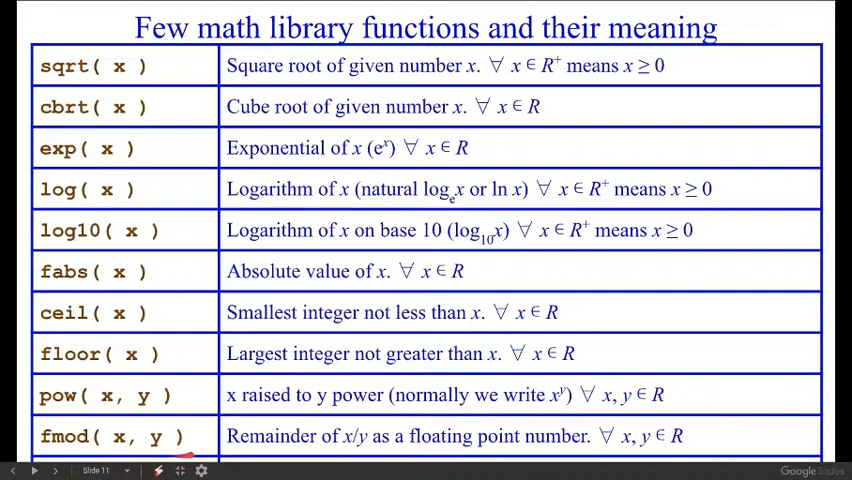 Few math library functions and their meaning
sqrt( x ) Square root of given number x. ∀ x ∈ R⁺ means x ≥ 0
cbrt( x ) Cube root of given number x. ∀ x ∈ R
exp( x ) Exponential of x (eˣ) ∀ x ∈ R
log( x ) Logarithm of x (natural logₑx or ln x) ∀ x ∈ R⁺ means x ≥ 0
log10( x ) Logarithm of x on base 10 (log₁₀x) ∀ x ∈ R⁺ means x ≥ 0
fabs( x ) Absolute value of x. ∀ x ∈ R
ceil( x ) Smallest integer not less than x. ∀ x ∈ R
floor( x ) Largest integer not greater than x. ∀ x ∈ R
pow( x, y ) x raised to y power (normally we write xʸ) ∀ x, y ∈ R
fmod( x, y ) Remainder of x/y as a floating point number. ∀ x, y ∈ R
Slide 11 Google Slides